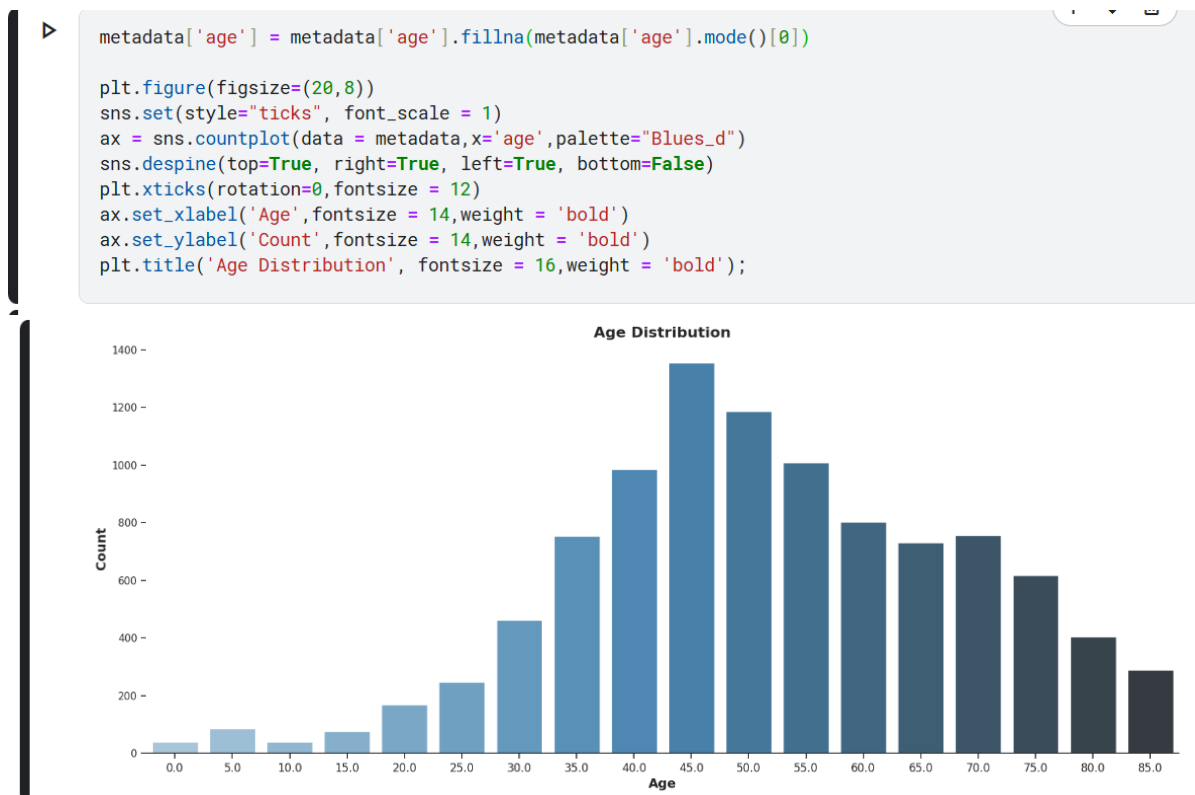 metadata['age'] = metadata['age'].fillna(metadata['age'].mode()[0])
plt.figure(figsize=(20,8))
sns.set(style="ticks", font_scale = 1)
ax = sns.countplot(data = metadata,x='age',palette="Blues_d")
sns.despine(top=True, right=True, left=True, bottom=False)
plt.xticks(rotation=0,fontsize = 12)
ax.set_xlabel('Age',fontsize = 14,weight = 'bold')
ax.set_ylabel('Count',fontsize = 14,weight = 'bold')
plt.title('Age Distribution', fontsize = 16,weight = 'bold');
Age Distribution
1400
1200
1000
800
600
400
200
0
Count
0.0 5.0 10.0 15.0 20.0 25.0 30.0 35.0 40.0 45.0 50.0 55.0 60.0 65.0 70.0 75.0 80.0 85.0
Age